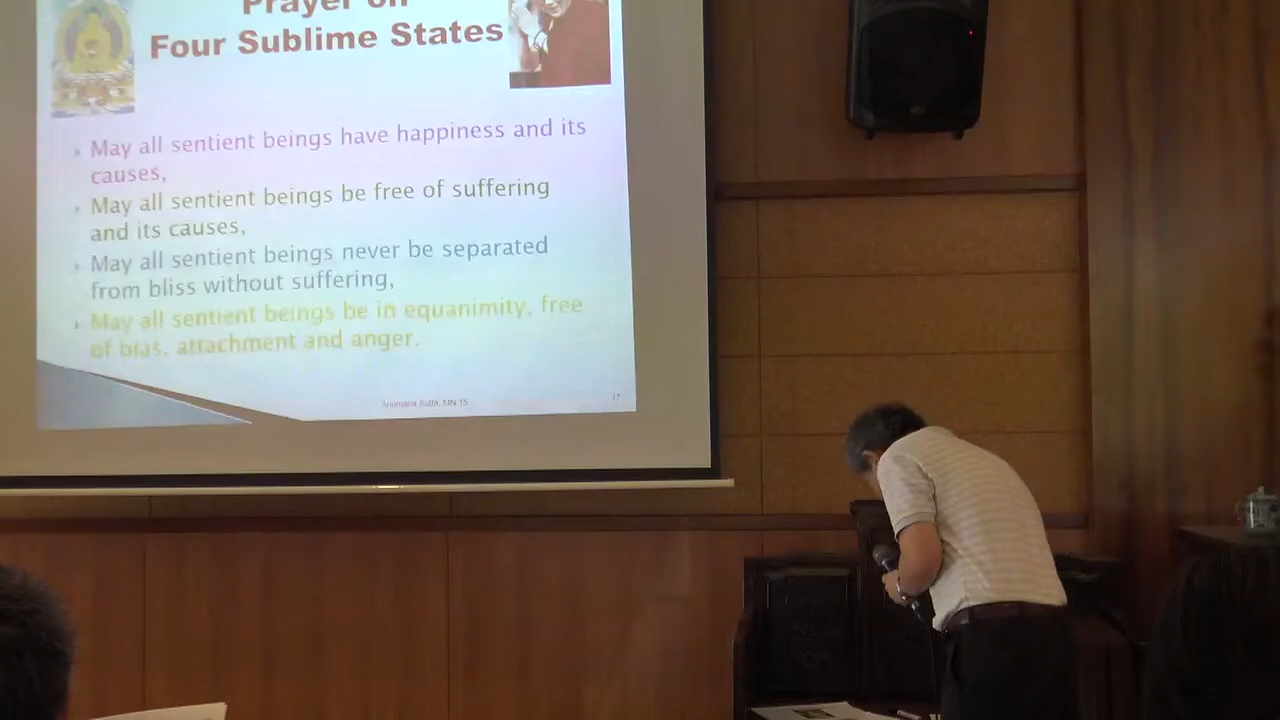 Prayer on
Four Sublime States
May all sentient beings have happiness and its
causes,
May all sentient beings be free of suffering
and its causes,
May all sentient beings never be separated
from bliss without suffering,
May all sentient beings be in equanimity, free
of bias, attachment and anger.
Anumana Sutta, MN 15
17